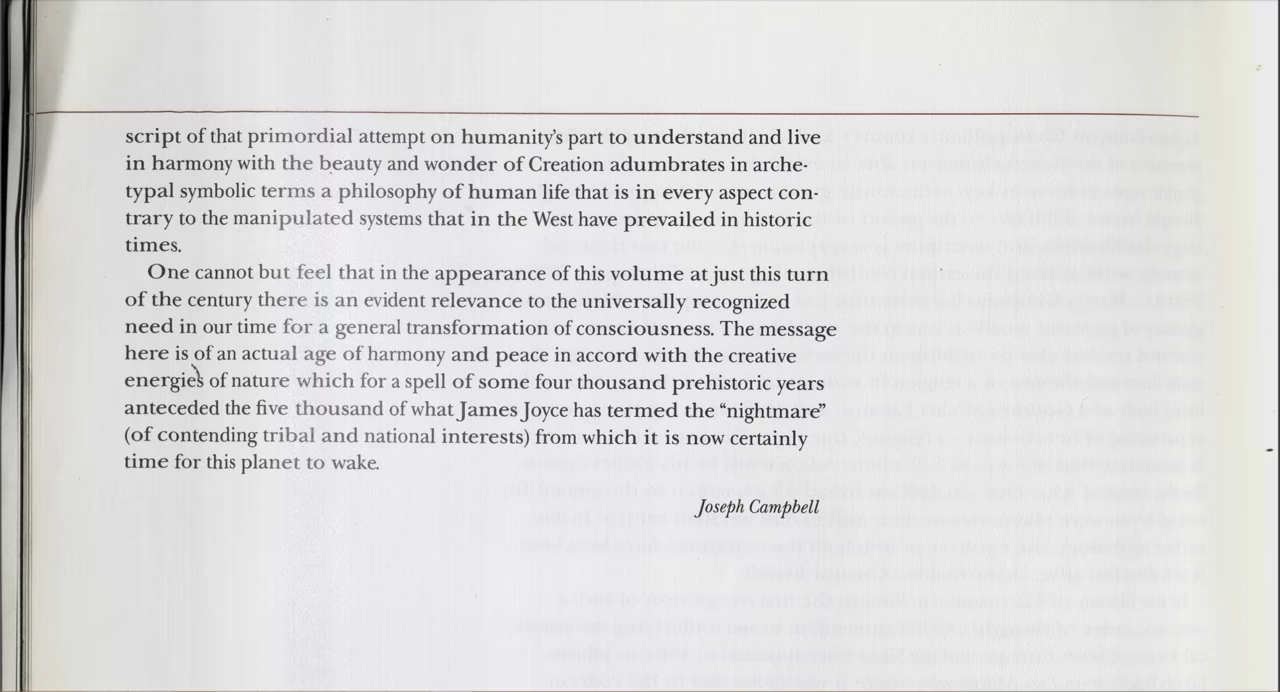 script of that primordial attempt on humanity's part to understand and live
in harmony with the beauty and wonder of Creation adumbrates in arche-
typal symbolic terms a philosophy of human life that is in every aspect con-
trary to the manipulated systems that in the West have prevailed in historic
times.
One cannot but feel that in the appearance of this volume at just this turn
of the century there is an evident relevance to the universally recognized
need in our time for a general transformation of consciousness. The message
here is of an actual age of harmony and peace in accord with the creative
energies of nature which for a spell of some four thousand prehistoric years
anteceded the five thousand of what James Joyce has termed the “nightmare”
(of contending tribal and national interests) from which it is now certainly
time for this planet to wake.
Joseph Campbell